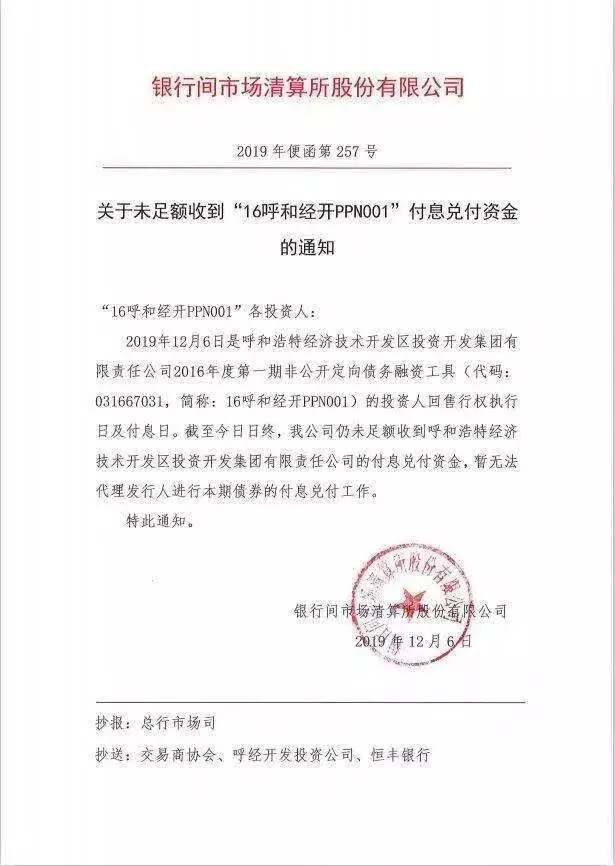 银行间市场清算所股份有限公司
2019年便函第257号
关于未足额收到“16呼和经开PPN001”付息兑付资金
的通知
“16呼和经开PPN001”各投资人：
2019年12月6日是呼和浩特经济技术开发区投资开发集团有
限责任公司2016年度第一期非公开定向债务融资工具（代码：
031667031，简称：16呼和经开PPN001）的投资人回售行权执行
日及付息日。截至今日日终，我公司仍未足额收到呼和浩特经济
技术开发区投资开发集团有限责任公司的付息兑付资金，暂无法
代理发行人进行本期债券的付息兑付工作。
特此通知。
银行间市场清算所股份有限公司
银行间市场清算所股份有限公司
2019年12月6日
抄报：总行市场司
抄送：交易商协会、呼经开发投资公司、恒丰银行